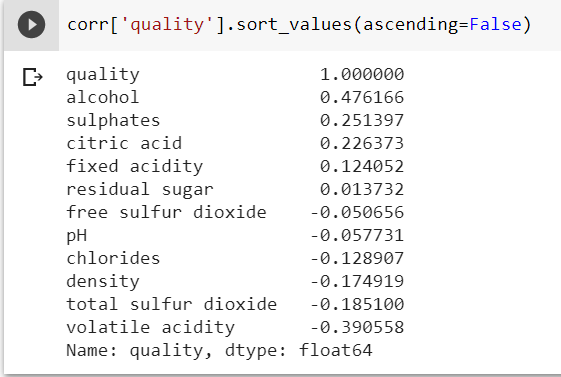 corr['quality'].sort_values(ascending=False)
quality 1.000000
alcohol 0.476166
sulphates 0.251397
citric acid 0.226373
fixed acidity 0.124052
residual sugar 0.013732
free sulfur dioxide -0.050656
pH -0.057731
chlorides -0.128907
density -0.174919
total sulfur dioxide -0.185100
volatile acidity -0.390558
Name: quality, dtype: float64